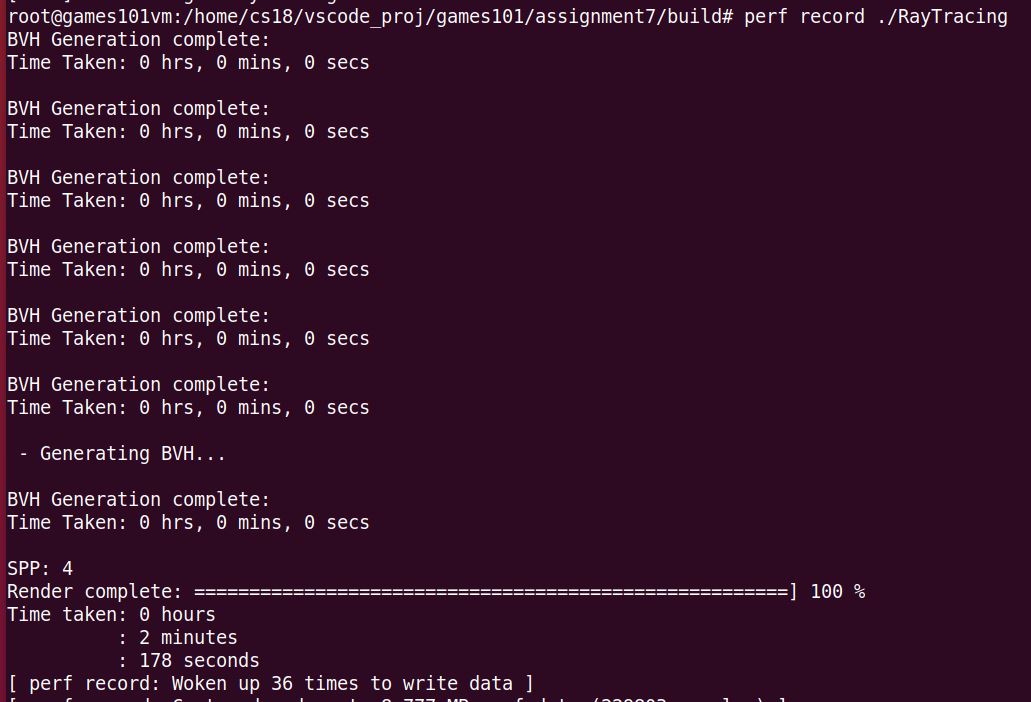 root@games101vm:/home/cs18/vscode_proj/games101/assignment7/build# perf record ./RayTracing
BVH Generation complete:
Time Taken: 0 hrs, 0 mins, 0 secs
BVH Generation complete:
Time Taken: 0 hrs, 0 mins, 0 secs
BVH Generation complete:
Time Taken: 0 hrs, 0 mins, 0 secs
BVH Generation complete:
Time Taken: 0 hrs, 0 mins, 0 secs
BVH Generation complete:
Time Taken: 0 hrs, 0 mins, 0 secs
BVH Generation complete:
Time Taken: 0 hrs, 0 mins, 0 secs
- Generating BVH...
BVH Generation complete:
Time Taken: 0 hrs, 0 mins, 0 secs
SPP: 4
Render complete: ======================================================] 100 %
Time taken: 0 hours
: 2 minutes
: 178 seconds
[ perf record: Woken up 36 times to write data ]